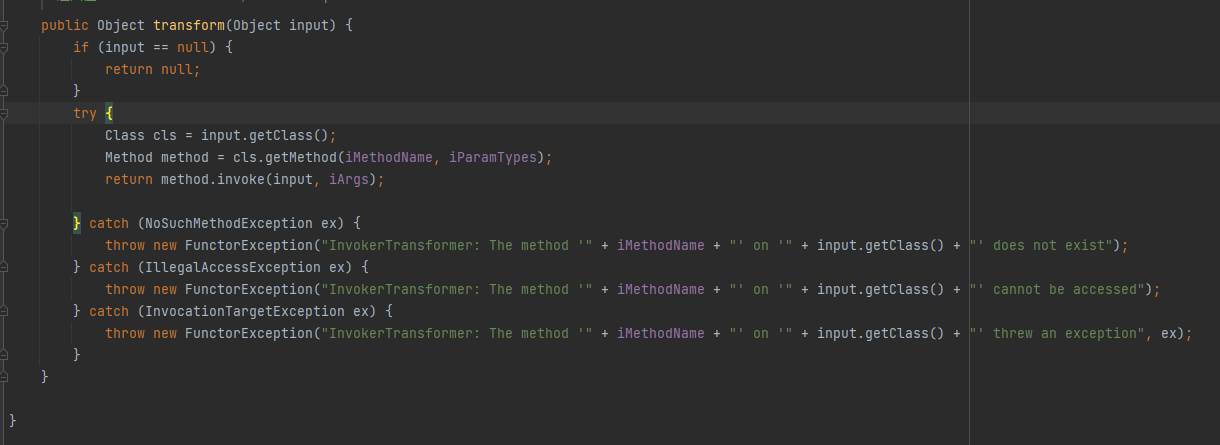 public Object transform(Object input) {
if (input == null) {
return null;
}
try {
Class cls = input.getClass();
Method method = cls.getMethod(iMethodName, iParamTypes);
return method.invoke(input, iArgs);
} catch (NoSuchMethodException ex) {
throw new FunctorException("InvokerTransformer: The method '" + iMethodName + "' on '" + input.getClass() + "' does not exist");
} catch (IllegalAccessException ex) {
throw new FunctorException("InvokerTransformer: The method '" + iMethodName + "' on '" + input.getClass() + "' cannot be accessed");
} catch (InvocationTargetException ex) {
throw new FunctorException("InvokerTransformer: The method '" + iMethodName + "' on '" + input.getClass() + "' threw an exception", ex);
}
}
}